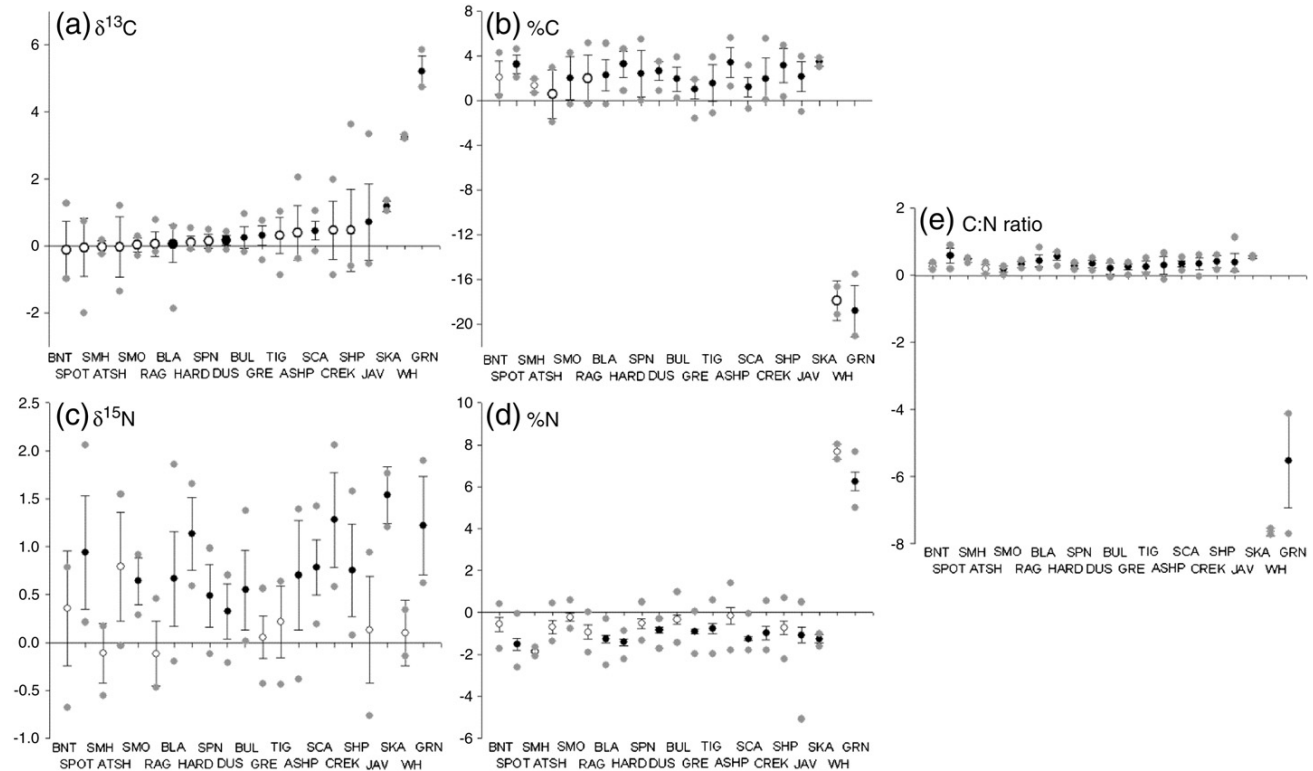 (a) δ13C
6
4
2
0
-2
BNT SMH SMO BLA SPN BUL TIG SCA SHP SKA GRN
SPOT ATSH RAG HARD DUS GRE ASHP CREK JAV WH
(b) %C
8
4
0
-4
-8
-12
-16
-20
BNT SMH SMO BLA SPN BUL TIG SCA SHP SKA GRN
SPOT ATSH RAG HARD DUS GRE ASHP CREK JAV WH
(c) δ15N
2.5
2.0
1.5
1.0
0.5
0.0
-0.5
-1.0
BNT SMH SMO BLA SPN BUL TIG SCA SHP SKA GRN
SPOT ATSH RAG HARD DUS GRE ASHP CREK JAV WH
(d) %N
10
8
6
4
2
0
-2
-4
-6
BNT SMH SMO BLA SPN BUL TIG SCA SHP SKA GRN
SPOT ATSH RAG HARD DUS GRE ASHP CREK JAV WH
(e) C:N ratio
2
0
-2
-4
-6
-8
BNT SMH SMO BLA SPN BUL TIG SCA SHP SKA GRN
SPOT ATSH RAG HARD DUS GRE ASHP CREK JAV WH